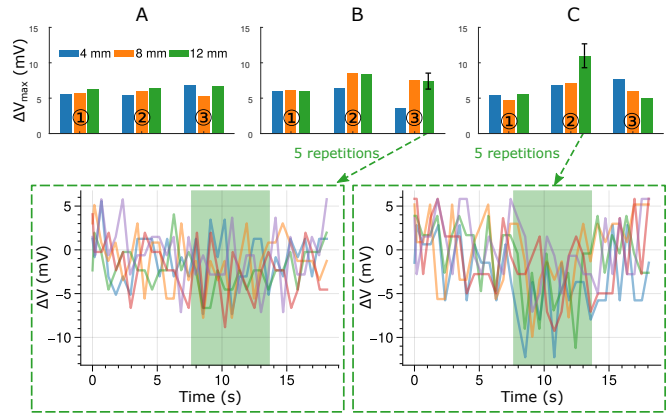 A B C
15 15 15
4 mm 8 mm 12 mm
10 10 10
ΔVmax (mV)
5 5 5
1 2 3 1 2 3 1 2 3
0 0 0
5 repetitions 5 repetitions
5 5
0 0
ΔV (mV) ΔV (mV)
−5 −5
−10 −10
0 5 10 15 0 5 10 15
Time (s) Time (s)